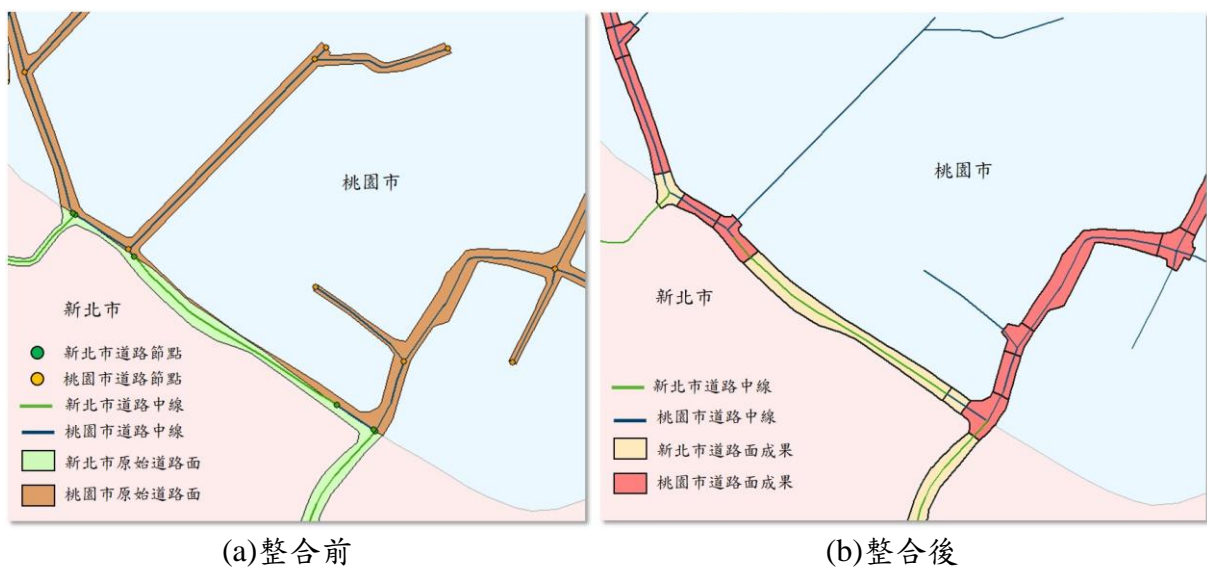 桃園市
新北市
新北市道路節點
桃園市道路節點
新北市道路中線
桃園市道路中線
新北市原始道路面
桃園市原始道路面
(a)整合前
桃園市
新北市
新北市道路中線
桃園市道路中線
新北市道路面成果
桃園市道路面成果
(b)整合後